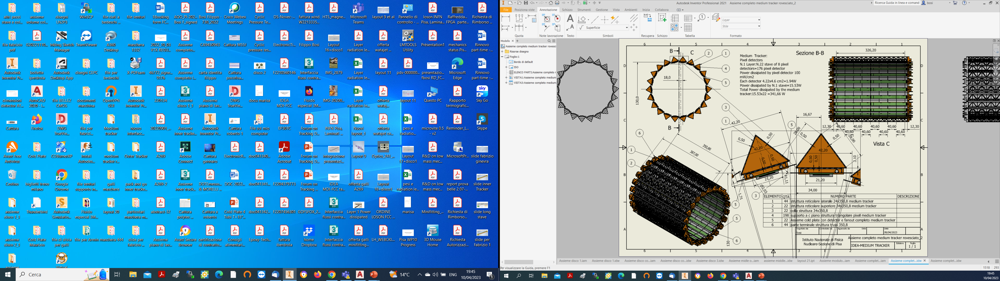 altri pezzi stave e col...
assieme volume col...
disegni LN2P3
WinSCP
file dati a bedeschi ...
file venturi
1Booking form FC...
AOO_PI-202... Bosi F_signed
Bosi Filippo - 730_2022
Cisco Webex Meetings
Cyclic Pressure Te...
DS-Novec-...
fattura wind W2213335...
HTS_magne...
Microsoft Teams
layout 9 et al
Pannello di controllo - ...
loson INFN Pisa, Lamina...
Raffredda... FPGA parte...
Richiesta di Rimborso ...
file fabrizio pdf
G20221110...
Inkling Sketch Manager
TeamViewer
A360 Desktop
maschera 1332
2022_10_03 VTX REGU...
Assieme completo...
CA9450943
Cattura M55J
Cyclic pressure tes...
ElectronicTi...
Filippo Bosi
Layout 16+disco1
Layer radiation le...
offerta watajet ...
LMTOOLS Utility
Présentation1
mechanics status Pis...
Rinnovo part-time -...
Autodesk Inventor Pr...
bollette iperdrola
Autodesk Desktop App
disegni CEPC
file per bedeschi
X-PDFsam
46772_signe... 9176
Assieme completo l...
carta identita filippo
Cattura pocofoa...
disco 2
F2210560146
Interfaccia flussi contra...
IMG_2879
Layer radiation le...
layout 11
pdv-000000...
presentazio... fbosi RD_FC...
Microsoft Edge
Rinnovo part-time -...
dimensioni detector AT...
AutoCAD 2020 - I...
file BELLE2 CMOS
OpenVPN GUI
documenti macchina
Autodesk Inventor Pr...
220134
Assieme disco 1_1
Assieme piano di lav...
DWG TrueVie...
docu marisa
IDEA MDI-FCC
Fluido especial 3M...
IMG-20200...
Layer radiation le...
offerta wataj...
layout 11
Questo PC
Rapporto termografic...
Sky Go
Cattura
Firefox
DWG TrueVie...
file per fabrizi...
Medium tracker
nuovo interfacc...
20220901_...
Assieme inner tracke...
Autodesk Inventor Pr...
Cattura roberto 1
File sul mio computer
EP30TC
Forum on Tracking D...
INFN Pisa, Laminati ...
Nuovi layout_1
offerta watajet ce...
pesi e radiatio...
microvite 0.5 - v2
Reminder_L...
Skype
Avast Free Antivirus
Cold Plate
CDBurnerXP
Install Autodes...
medium tracker r...
Outer Tracker
A269
Adobe Connect
Cattura gennaro
ElectronicR...
doc041340...
Adobe Acrobat
Forum on Tracking D...
integrazione presentazi...
Layout 9
Optics_241_...
Layout 17+disco1
R&D on low mass mec...
MicrosoftPr...
slide fabrizio ginevra
Cestino
biglietti treno milano
Google Chrome
file venturi supporto in...
galli maschere
pack and go inner tracke...
A269-2
Assieme inner track...
DDTEmesso... & MORELLI ...
DOC-2022...
doc041341...
F2204379773
Forum on Tracking ...
IDEA MDI-FCC ta...
offerta galli A269
Layout 18+disco1
pesi e radiation le...
R&D on low mass mec...
report prova belle 2 07-...
slide inner Tracker
assieme disco 1_1
Thunderbird
Autodesk Simulatio...
Fluido especial 3M...
layout 20
particolari maschera m...
abstract-32
Cattura polytec ...
Cattura x roberto
Cold Plate 4 Tubi T=15°...
doc041342...
F2207456301
GDFSFOX_2...
Interfaccia flussi contra...
Layer 1 Power dissipated
ORDINE LOSON FCC ...
marisa
Minifitting_...
Richiesta di Rimborso...
slide long stave
assieme disco 2_1
Cold Plate Maurizio
file di silvia per galli
file per Armin
maschera 444
slide per fabrizio ...
Assieme piano di lav...
Avast Secure Browser
certificazione di contratto...
Consigli alimentari...
Epoxy-Tech...
fattura iberdrola
home Dropbox
Interfaccia flussi contra...
offerta galli minifitting...
LH_WEBCKI...
Pisa WP10 Progress
3D Mouse Home
Richiesta Autorizzazi...
slide per Fabrizio 1
assieme
Virtual
Cerca
14°C
ENG
19:45
10/04/2023
Autodesk Inventor Professional 2021 Assieme completo medium tracker rovesciato_2
Ricerca Guida in linea e comand
bosi
File Posiziona viste Annotazione Schizzo Strumenti Gestione Vista Ambienti Inizia Collabora
Testo
Superficie
Recupera
Schizzo
Layer
Stile
Quota Note lavorazione Testo Simboli Recupera Schizzo Tabella Formato
Modello
Assieme completo medium tracker rovesci
Risorse disegno
Foglio:1
Bordo di default
ISO
ELENCO PARTI:Assieme completo r
VISTA1:Assieme completo medium
VISTA3:Assieme completo medium
6 5 4 3 2 1
B
C
2
1
4
5
3
1
18,0
130,0
B
Medium Tracker:
Pixel detectors
N.1 Layer:N.22 stave of 8 pixel
detectors=176 pixel detector
Power dissipated by pixel detector 100
mW/cm2
Each detector 4.22x4.6 cm2=1.94W
Power dissipated by N.1 stave=15.53W
Total Power dissipated by the medium
tracker:15.53x22 =341,66 W
Sezione B-B
326,20
12,30 40,60 40,60 40,60 40,60 12,30
40,60 40,60 40,60 40,60
Vista C
16,67
42,20
28,00
0,50
0,50
0,50
0,50
28,00
42,20
42,20
0,50
0,50
0,50
0,50
3,10
21,20
21,20
R1,11
Ø2,03
1,71
34,00
350,80
387,00
130
6
1
2
5
3
5
5
6
ELEMENTO QTÀ NUMERO PARTE DESCRIZIONE
1 44 struttura reticolare laterale 24x350,8 medium tracker
2 22 struttura reticolare superiore 34x350,8 medium tracker
3 22 colla struttura 34x350,8
4 198 supporto a c piano struttura triangolare pixel medium tracker
5 22 Assieme cold plate con detector e fanout completo medium tracker
6 44 parte terminale struttura truss 350,8
Progettato da
bosi
Controllato da
Approvato da
Data
Data
09/04/2023
Istituto Nazionale di Fisica
Nucleare-Sezione di Pisa
Assieme completo medium tracker rovesciato_2
IDEA-MEDIUM TRACKER
Edizione
Foglio
1 / 1
6 5 4 3 2 1
D
C
B
A
Assieme disco 1.iam Assieme disco 1.idw Assieme disco co...iam Assieme disco co...idw Assieme disco 3.idw Assieme midle o...iam assieme middle...idw layout 21.ipt Assieme modulo...iam Assieme complet...iam Assieme complet...idw Assieme complet...idw
Per visualizzare la Guida, premere F1
1518 293
19:45
10/04/2023